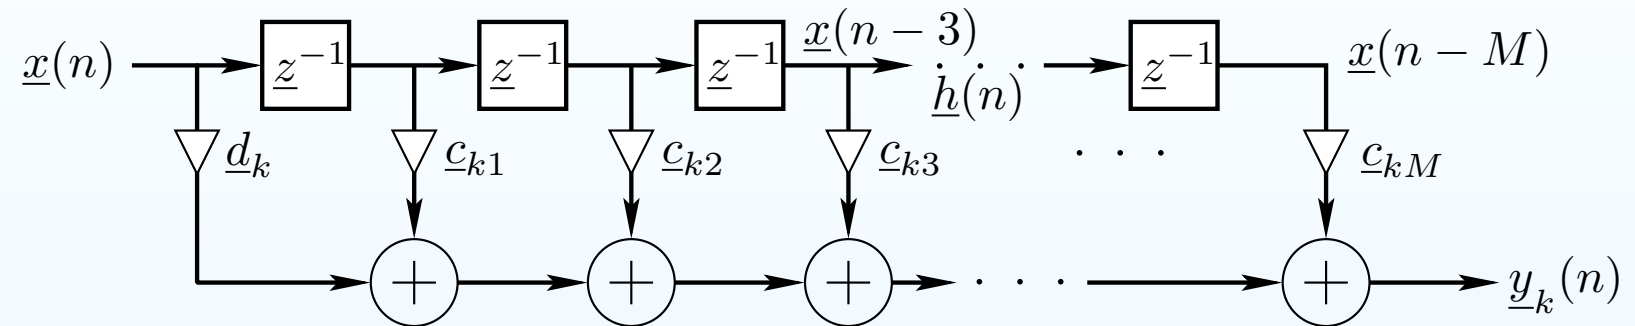 x(n) z⁻¹ z⁻¹ z⁻¹ x(n − 3) · · · z⁻¹ x(n − M)
h(n)
d_k c_{k1} c_{k2} c_{k3} · · · c_{kM}
+ + + · · · + y_k(n)